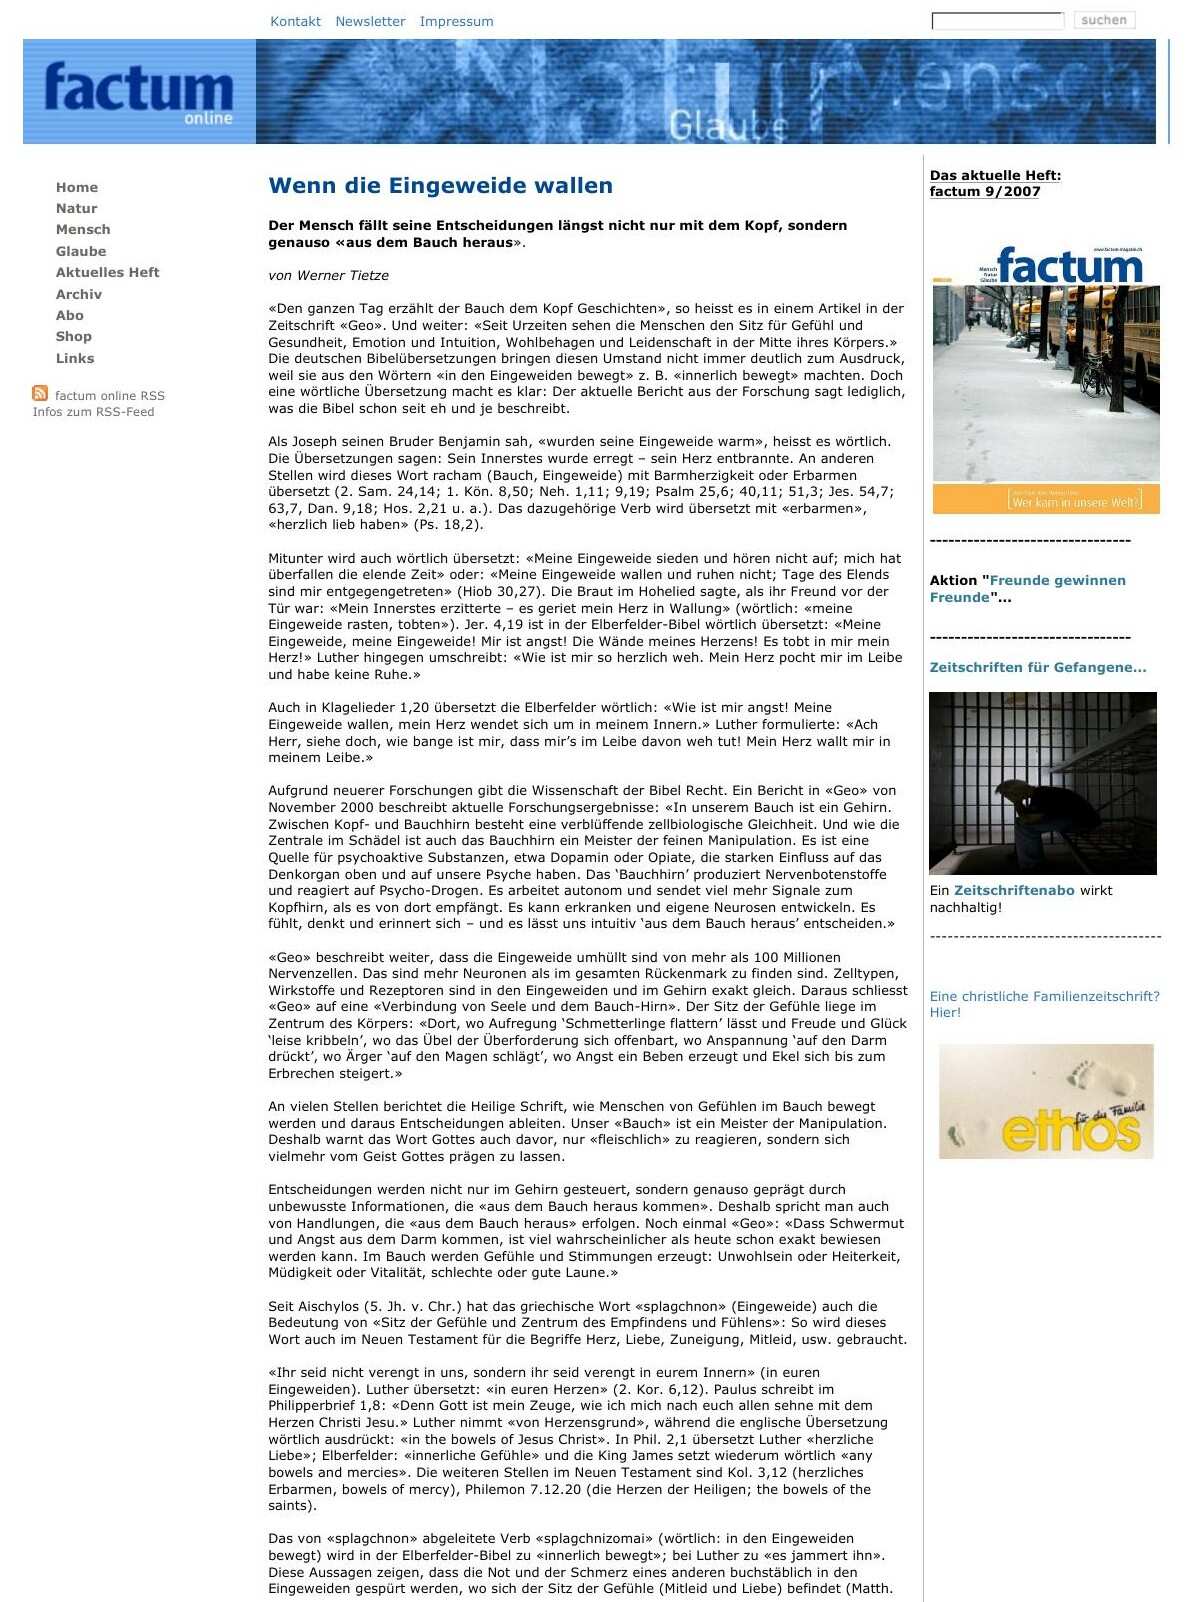 Kontakt Newsletter Impressum
suchen
factum
online
Natur Mensch
Glaube
Home
Natur
Mensch
Glaube
Aktuelles Heft
Archiv
Abo
Shop
Links
factum online RSS
Infos zum RSS-Feed
Wenn die Eingeweide wallen
Der Mensch fällt seine Entscheidungen längst nicht nur mit dem Kopf, sondern
genauso «aus dem Bauch heraus».
von Werner Tietze
«Den ganzen Tag erzählt der Bauch dem Kopf Geschichten», so heisst es in einem Artikel in der
Zeitschrift «Geo». Und weiter: «Seit Urzeiten sehen die Menschen den Sitz für Gefühl und
Gesundheit, Emotion und Intuition, Wohlbehagen und Leidenschaft in der Mitte ihres Körpers.»
Die deutschen Bibelübersetzungen bringen diesen Umstand nicht immer deutlich zum Ausdruck,
weil sie aus den Wörtern «in den Eingeweiden bewegt» z. B. «innerlich bewegt» machten. Doch
eine wörtliche Übersetzung macht es klar: Der aktuelle Bericht aus der Forschung sagt lediglich,
was die Bibel schon seit eh und je beschreibt.
Als Joseph seinen Bruder Benjamin sah, «wurden seine Eingeweide warm», heisst es wörtlich.
Die Übersetzungen sagen: Sein Innerstes wurde erregt – sein Herz entbrannte. An anderen
Stellen wird dieses Wort racham (Bauch, Eingeweide) mit Barmherzigkeit oder Erbarmen
übersetzt (2. Sam. 24,14; 1. Kön. 8,50; Neh. 1,11; 9,19; Psalm 25,6; 40,11; 51,3; Jes. 54,7;
63,7, Dan. 9,18; Hos. 2,21 u. a.). Das dazugehörige Verb wird übersetzt mit «erbarmen»,
«herzlich lieb haben» (Ps. 18,2).
Mitunter wird auch wörtlich übersetzt: «Meine Eingeweide sieden und hören nicht auf; mich hat
überfallen die elende Zeit» oder: «Meine Eingeweide wallen und ruhen nicht; Tage des Elends
sind mir entgegengetreten» (Hiob 30,27). Die Braut im Hohelied sagte, als ihr Freund vor der
Tür war: «Mein Innerstes erzitterte – es geriet mein Herz in Wallung» (wörtlich: «meine
Eingeweide rasten, tobten»). Jer. 4,19 ist in der Elberfelder-Bibel wörtlich übersetzt: «Meine
Eingeweide, meine Eingeweide! Mir ist angst! Die Wände meines Herzens! Es tobt in mir mein
Herz!» Luther hingegen umschreibt: «Wie ist mir so herzlich weh. Mein Herz pocht mir im Leibe
und habe keine Ruhe.»
Auch in Klagelieder 1,20 übersetzt die Elberfelder wörtlich: «Wie ist mir angst! Meine
Eingeweide wallen, mein Herz wendet sich um in meinem Innern.» Luther formulierte: «Ach
Herr, siehe doch, wie bange ist mir, dass mir’s im Leibe davon weh tut! Mein Herz wallt mir in
meinem Leibe.»
Aufgrund neuerer Forschungen gibt die Wissenschaft der Bibel Recht. Ein Bericht in «Geo» von
November 2000 beschreibt aktuelle Forschungsergebnisse: «In unserem Bauch ist ein Gehirn.
Zwischen Kopf- und Bauchhirn besteht eine verblüffende zellbiologische Gleichheit. Und wie die
Zentrale im Schädel ist auch das Bauchhirn ein Meister der feinen Manipulation. Es ist eine
Quelle für psychoaktive Substanzen, etwa Dopamin oder Opiate, die starken Einfluss auf das
Denkorgan oben und auf unsere Psyche haben. Das ‘Bauchhirn’ produziert Nervenbotenstoffe
und reagiert auf Psycho-Drogen. Es arbeitet autonom und sendet viel mehr Signale zum
Kopfhirn, als es von dort empfängt. Es kann erkranken und eigene Neurosen entwickeln. Es
fühlt, denkt und erinnert sich – und es lässt uns intuitiv ‘aus dem Bauch heraus’ entscheiden.»
«Geo» beschreibt weiter, dass die Eingeweide umhüllt sind von mehr als 100 Millionen
Nervenzellen. Das sind mehr Neuronen als im gesamten Rückenmark zu finden sind. Zelltypen,
Wirkstoffe und Rezeptoren sind in den Eingeweiden und im Gehirn exakt gleich. Daraus schliesst
«Geo» auf eine «Verbindung von Seele und dem Bauch-Hirn». Der Sitz der Gefühle liege im
Zentrum des Körpers: «Dort, wo Aufregung ‘Schmetterlinge flattern’ lässt und Freude und Glück
‘leise kribbeln’, wo das Übel der Überforderung sich offenbart, wo Anspannung ‘auf den Darm
drückt’, wo Ärger ‘auf den Magen schlägt’, wo Angst ein Beben erzeugt und Ekel sich bis zum
Erbrechen steigert.»
An vielen Stellen berichtet die Heilige Schrift, wie Menschen von Gefühlen im Bauch bewegt
werden und daraus Entscheidungen ableiten. Unser «Bauch» ist ein Meister der Manipulation.
Deshalb warnt das Wort Gottes auch davor, nur «fleischlich» zu reagieren, sondern sich
vielmehr vom Geist Gottes prägen zu lassen.
Entscheidungen werden nicht nur im Gehirn gesteuert, sondern genauso geprägt durch
unbewusste Informationen, die «aus dem Bauch heraus kommen». Deshalb spricht man auch
von Handlungen, die «aus dem Bauch heraus» erfolgen. Noch einmal «Geo»: «Dass Schwermut
und Angst aus dem Darm kommen, ist viel wahrscheinlicher als heute schon exakt bewiesen
werden kann. Im Bauch werden Gefühle und Stimmungen erzeugt: Unwohlsein oder Heiterkeit,
Müdigkeit oder Vitalität, schlechte oder gute Laune.»
Seit Aischylos (5. Jh. v. Chr.) hat das griechische Wort «splagchnon» (Eingeweide) auch die
Bedeutung von «Sitz der Gefühle und Zentrum des Empfindens und Fühlens»: So wird dieses
Wort auch im Neuen Testament für die Begriffe Herz, Liebe, Zuneigung, Mitleid, usw. gebraucht.
«Ihr seid nicht verengt in uns, sondern ihr seid verengt in eurem Innern» (in euren
Eingeweiden). Luther übersetzt: «in euren Herzen» (2. Kor. 6,12). Paulus schreibt im
Philipperbrief 1,8: «Denn Gott ist mein Zeuge, wie ich mich nach euch allen sehne mit dem
Herzen Christi Jesu.» Luther nimmt «von Herzensgrund», während die englische Übersetzung
wörtlich ausdrückt: «in the bowels of Jesus Christ». In Phil. 2,1 übersetzt Luther «herzliche
Liebe»; Elberfelder: «innerliche Gefühle» und die King James setzt wiederum wörtlich «any
bowels and mercies». Die weiteren Stellen im Neuen Testament sind Kol. 3,12 (herzliches
Erbarmen, bowels of mercy), Philemon 7.12.20 (die Herzen der Heiligen; the bowels of the
saints).
Das von «splagchnon» abgeleitete Verb «splagchnizomai» (wörtlich: in den Eingeweiden
bewegt) wird in der Elberfelder-Bibel zu «innerlich bewegt»; bei Luther zu «es jammert ihn».
Diese Aussagen zeigen, dass die Not und der Schmerz eines anderen buchstäblich in den
Eingeweiden gespürt werden, wo sich der Sitz der Gefühle (Mitleid und Liebe) befindet (Matth.
Das aktuelle Heft:
factum 9/2007
www.factum-magazin.ch
Mensch
Natur
Glaube
factum
Wer kam in unsere Welt?
--------------------------------
Aktion "Freunde gewinnen
Freunde"...
--------------------------------
Zeitschriften für Gefangene...
Ein Zeitschriftenabo wirkt
nachhaltig!
---------------------------------------
Eine christliche Familienzeitschrift?
Hier!
für die Familie
ethos